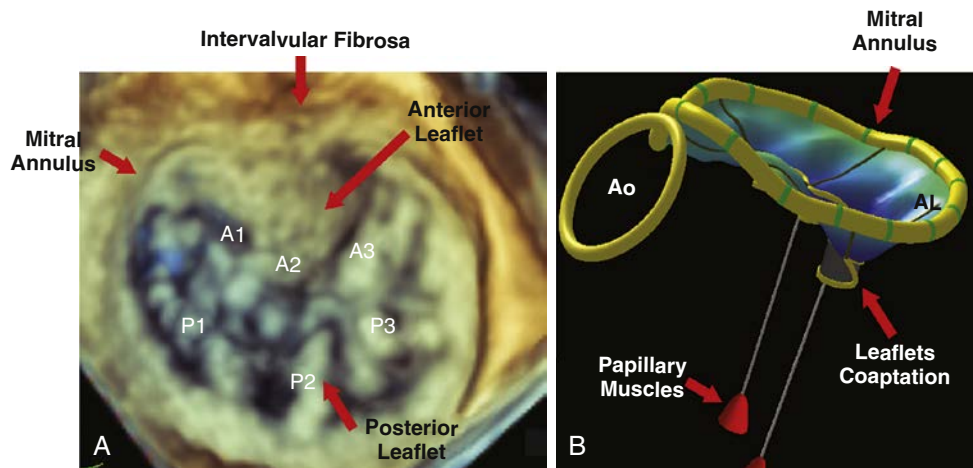 Intervalvular Fibrosa
Anterior
Leaflet
Mitral
Annulus
A1
A2
A3
P1
P2
P3
Posterior
Leaflet
A
Mitral
Annulus
Ao
AL
Papillary
Muscles
Leaflets
Coaptation
B